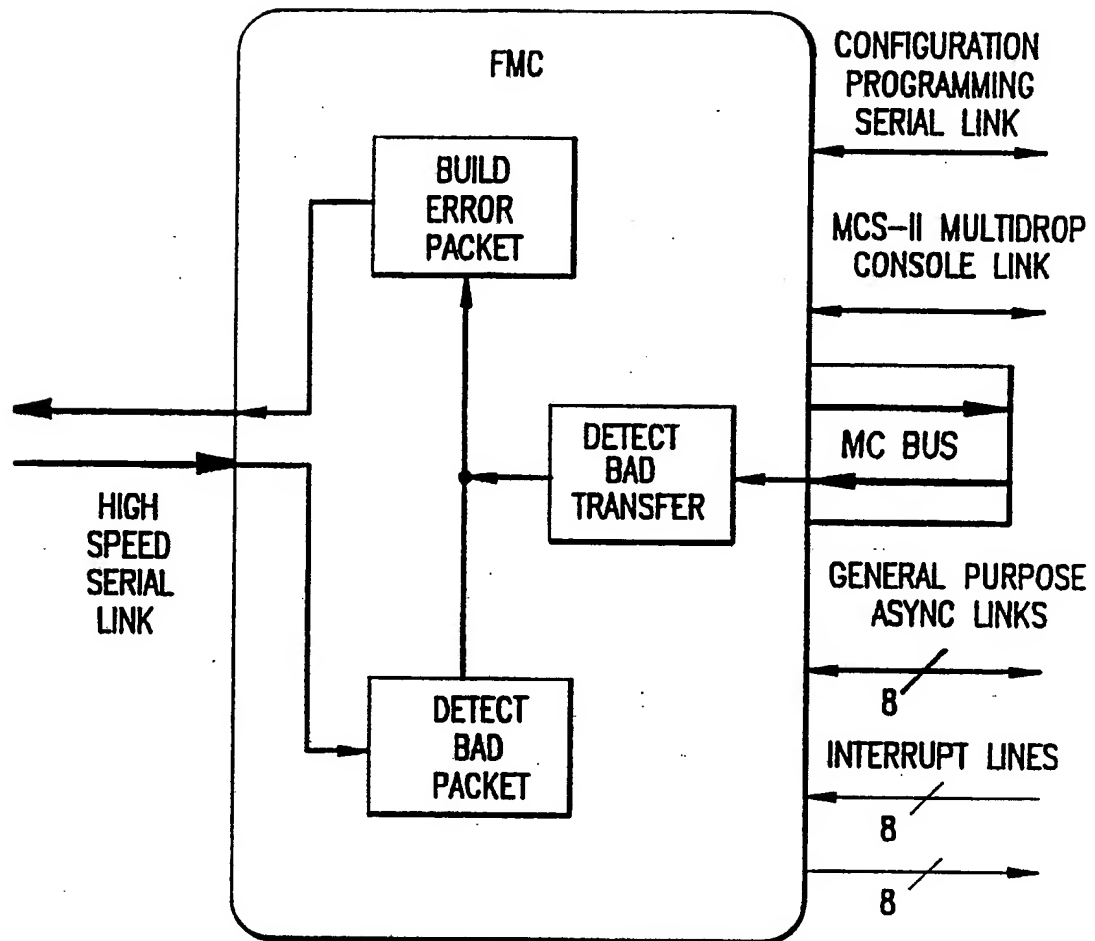 FMC
BUILD
ERROR
PACKET
DETECT
BAD
TRANSFER
DETECT
BAD
PACKET
HIGH
SPEED
SERIAL
LINK
CONFIGURATION
PROGRAMMING
SERIAL LINK
MCS-II MULTIDROP
CONSOLE LINK
MC BUS
GENERAL PURPOSE
ASYNC LINKS
8
INTERRUPT LINES
8
8